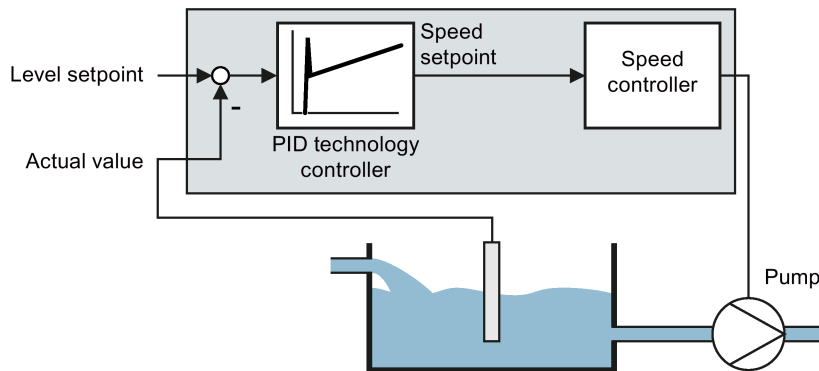 Level setpoint
Speed
setpoint
Speed
controller
-
PID technology
controller
Actual value
Pump